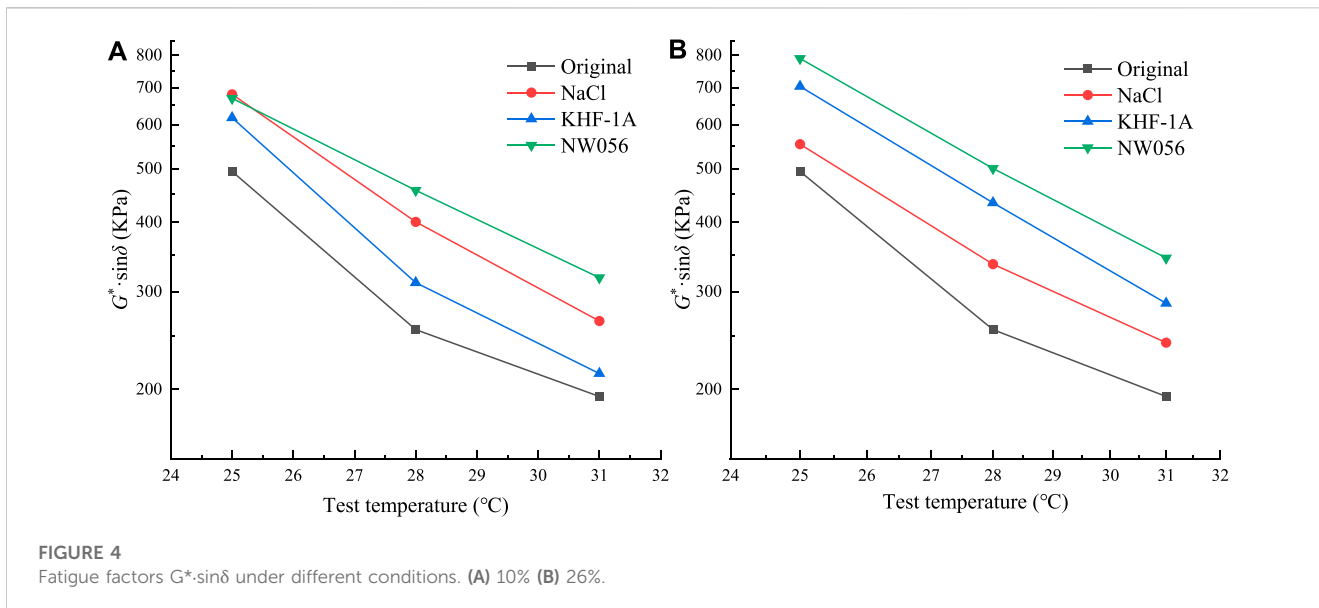 A
800
700
600
500
400
300
200
G*·sinδ (KPa)
Original
NaCl
KHF-1A
NW056
24 25 26 27 28 29 30 31 32
Test temperature (℃)
B
800
700
600
500
400
300
200
G*·sinδ (KPa)
Original
NaCl
KHF-1A
NW056
24 25 26 27 28 29 30 31 32
Test temperature (℃)
FIGURE 4
Fatigue factors G*·sinδ under different conditions. (A) 10% (B) 26%.